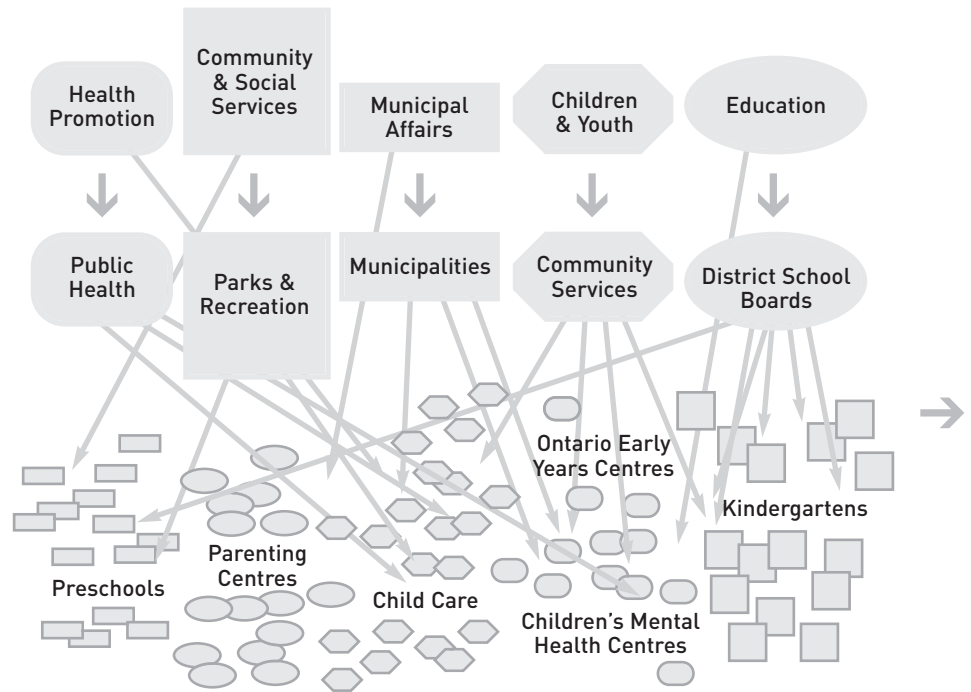 Health
Promotion
Community
& Social
Services
Municipal
Affairs
Children
& Youth
Education
Public
Health
Parks &
Recreation
Municipalities
Community
Services
District School
Boards
Ontario Early
Years Centres
Kindergartens
Preschools
Parenting
Centres
Child Care
Children’s Mental
Health Centres